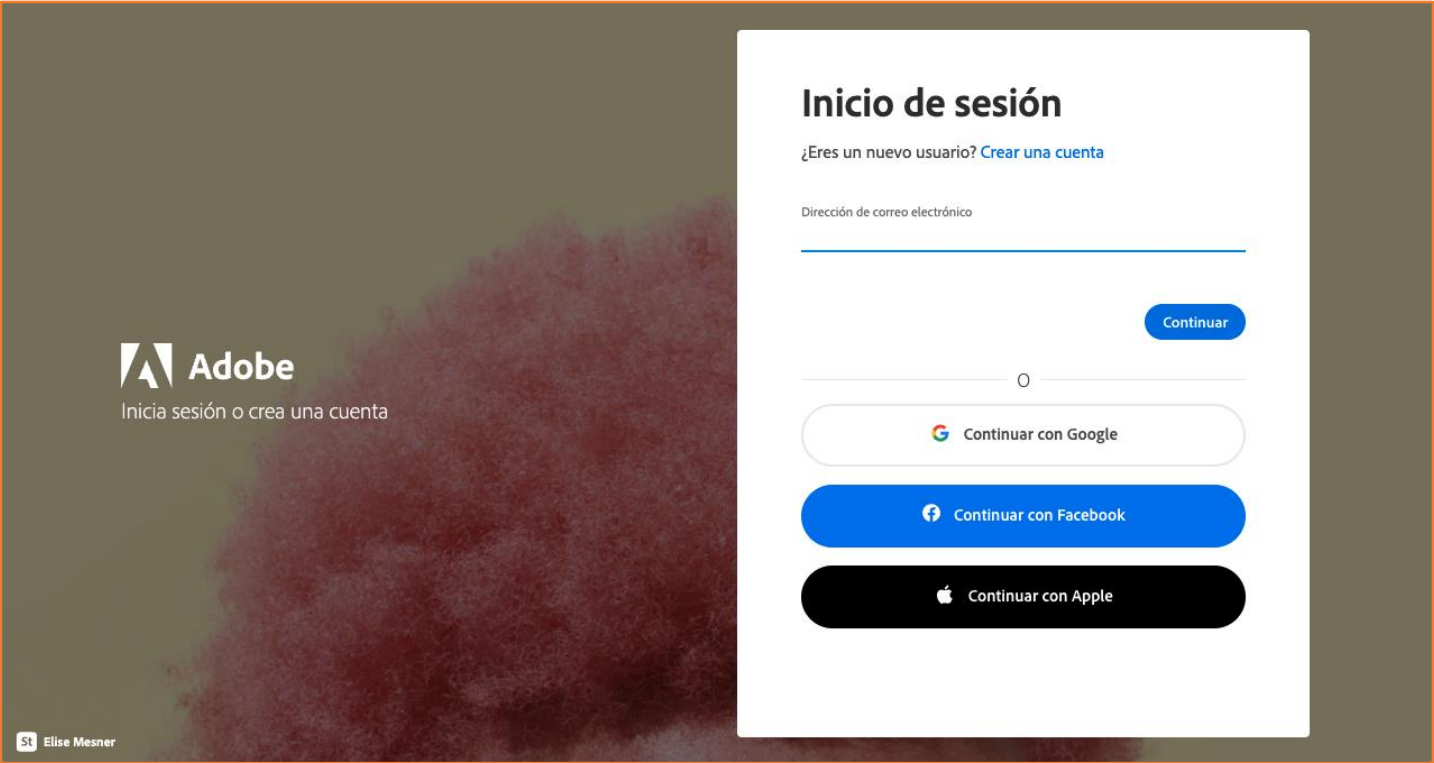 Adobe
Inicia sesión o crea una cuenta
St Elise Mesner
Inicio de sesión
¿Eres un nuevo usuario? Crear una cuenta
Dirección de correo electrónico
Continuar
O
Continuar con Google
Continuar con Facebook
Continuar con Apple